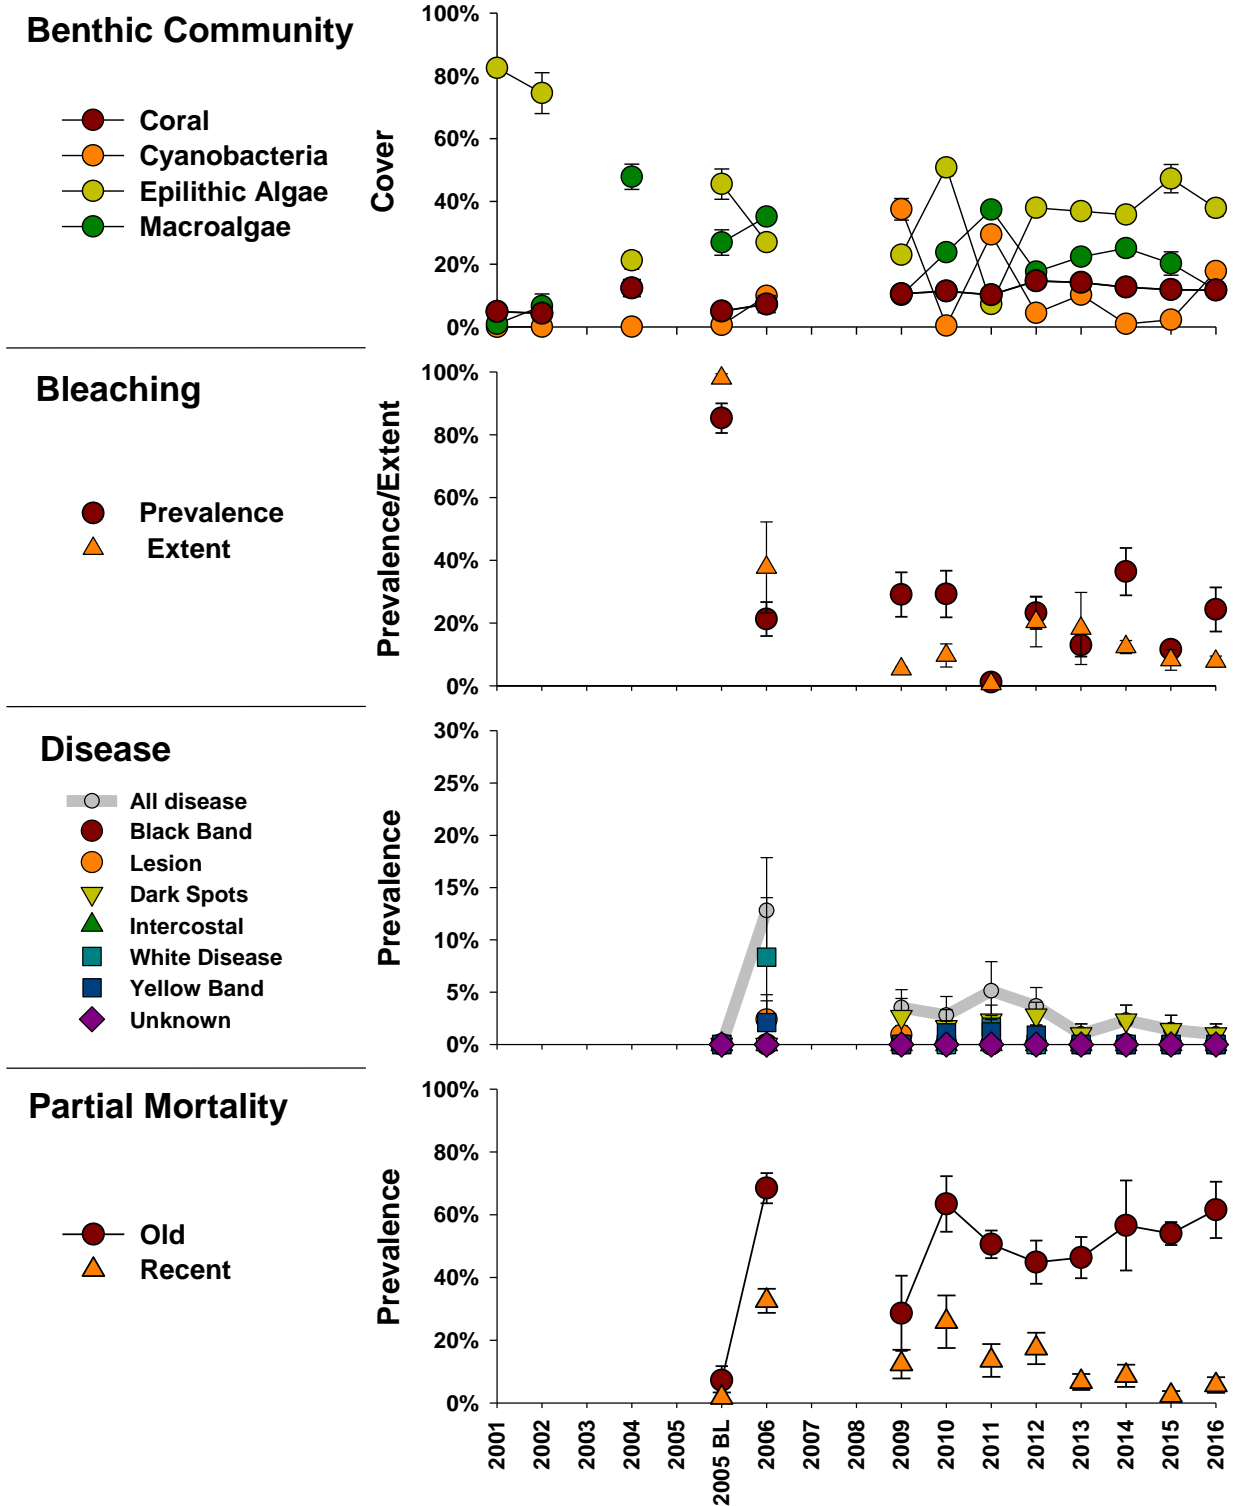 Benthic Community
Coral
Cyanobacteria
Epilithic Algae
Macroalgae
Cover
100%
80%
60%
40%
20%
0%
Bleaching
Prevalence
Extent
Prevalence/Extent
100%
80%
60%
40%
20%
0%
Disease
All disease
Black Band
Lesion
Dark Spots
Intercostal
White Disease
Yellow Band
Unknown
Prevalence
30%
25%
20%
15%
10%
5%
0%
Partial Mortality
Old
Recent
Prevalence
100%
80%
60%
40%
20%
0%
2001
2002
2003
2004
2005
2005 BL
2006
2007
2008
2009
2010
2011
2012
2013
2014
2015
2016